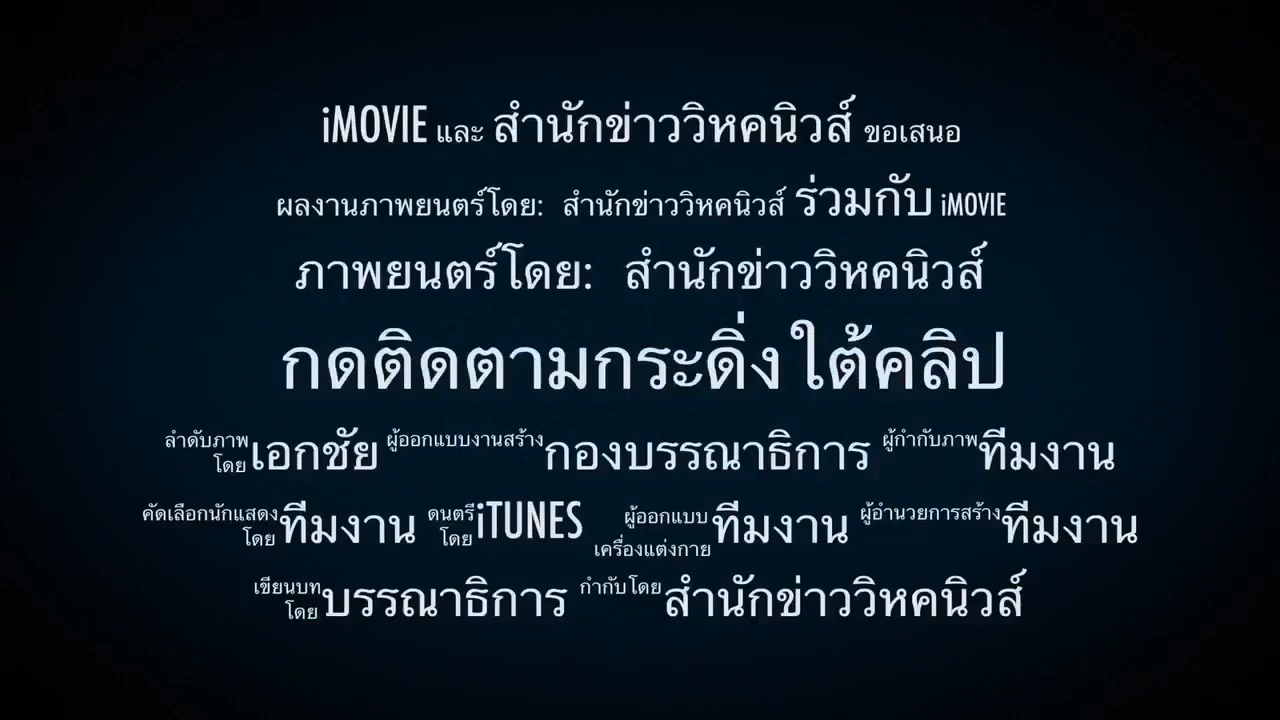 iMOVIE และ สำนักข่าววิหคนิวส์ ขอเสนอ
ผลงานภาพยนตร์โดย: สำนักข่าววิหคนิวส์ ร่วมกับ iMOVIE
ภาพยนตร์โดย: สำนักข่าววิหคนิวส์
กดติดตามกระดิ่ง ใต้คลิป
ลำดับภาพโดย เอกชัย ผู้ออกแบบงานสร้าง กองบรรณาธิการ ผู้กำกับภาพ ทีมงาน
คัดเลือกนักแสดงโดย ทีมงาน ดนตรีโดย iTUNES ผู้ออกแบบเครื่องแต่งกาย ทีมงาน ผู้อำนวยการสร้าง ทีมงาน
เขียนบทโดย บรรณาธิการ กำกับโดย สำนักข่าววิหคนิวส์